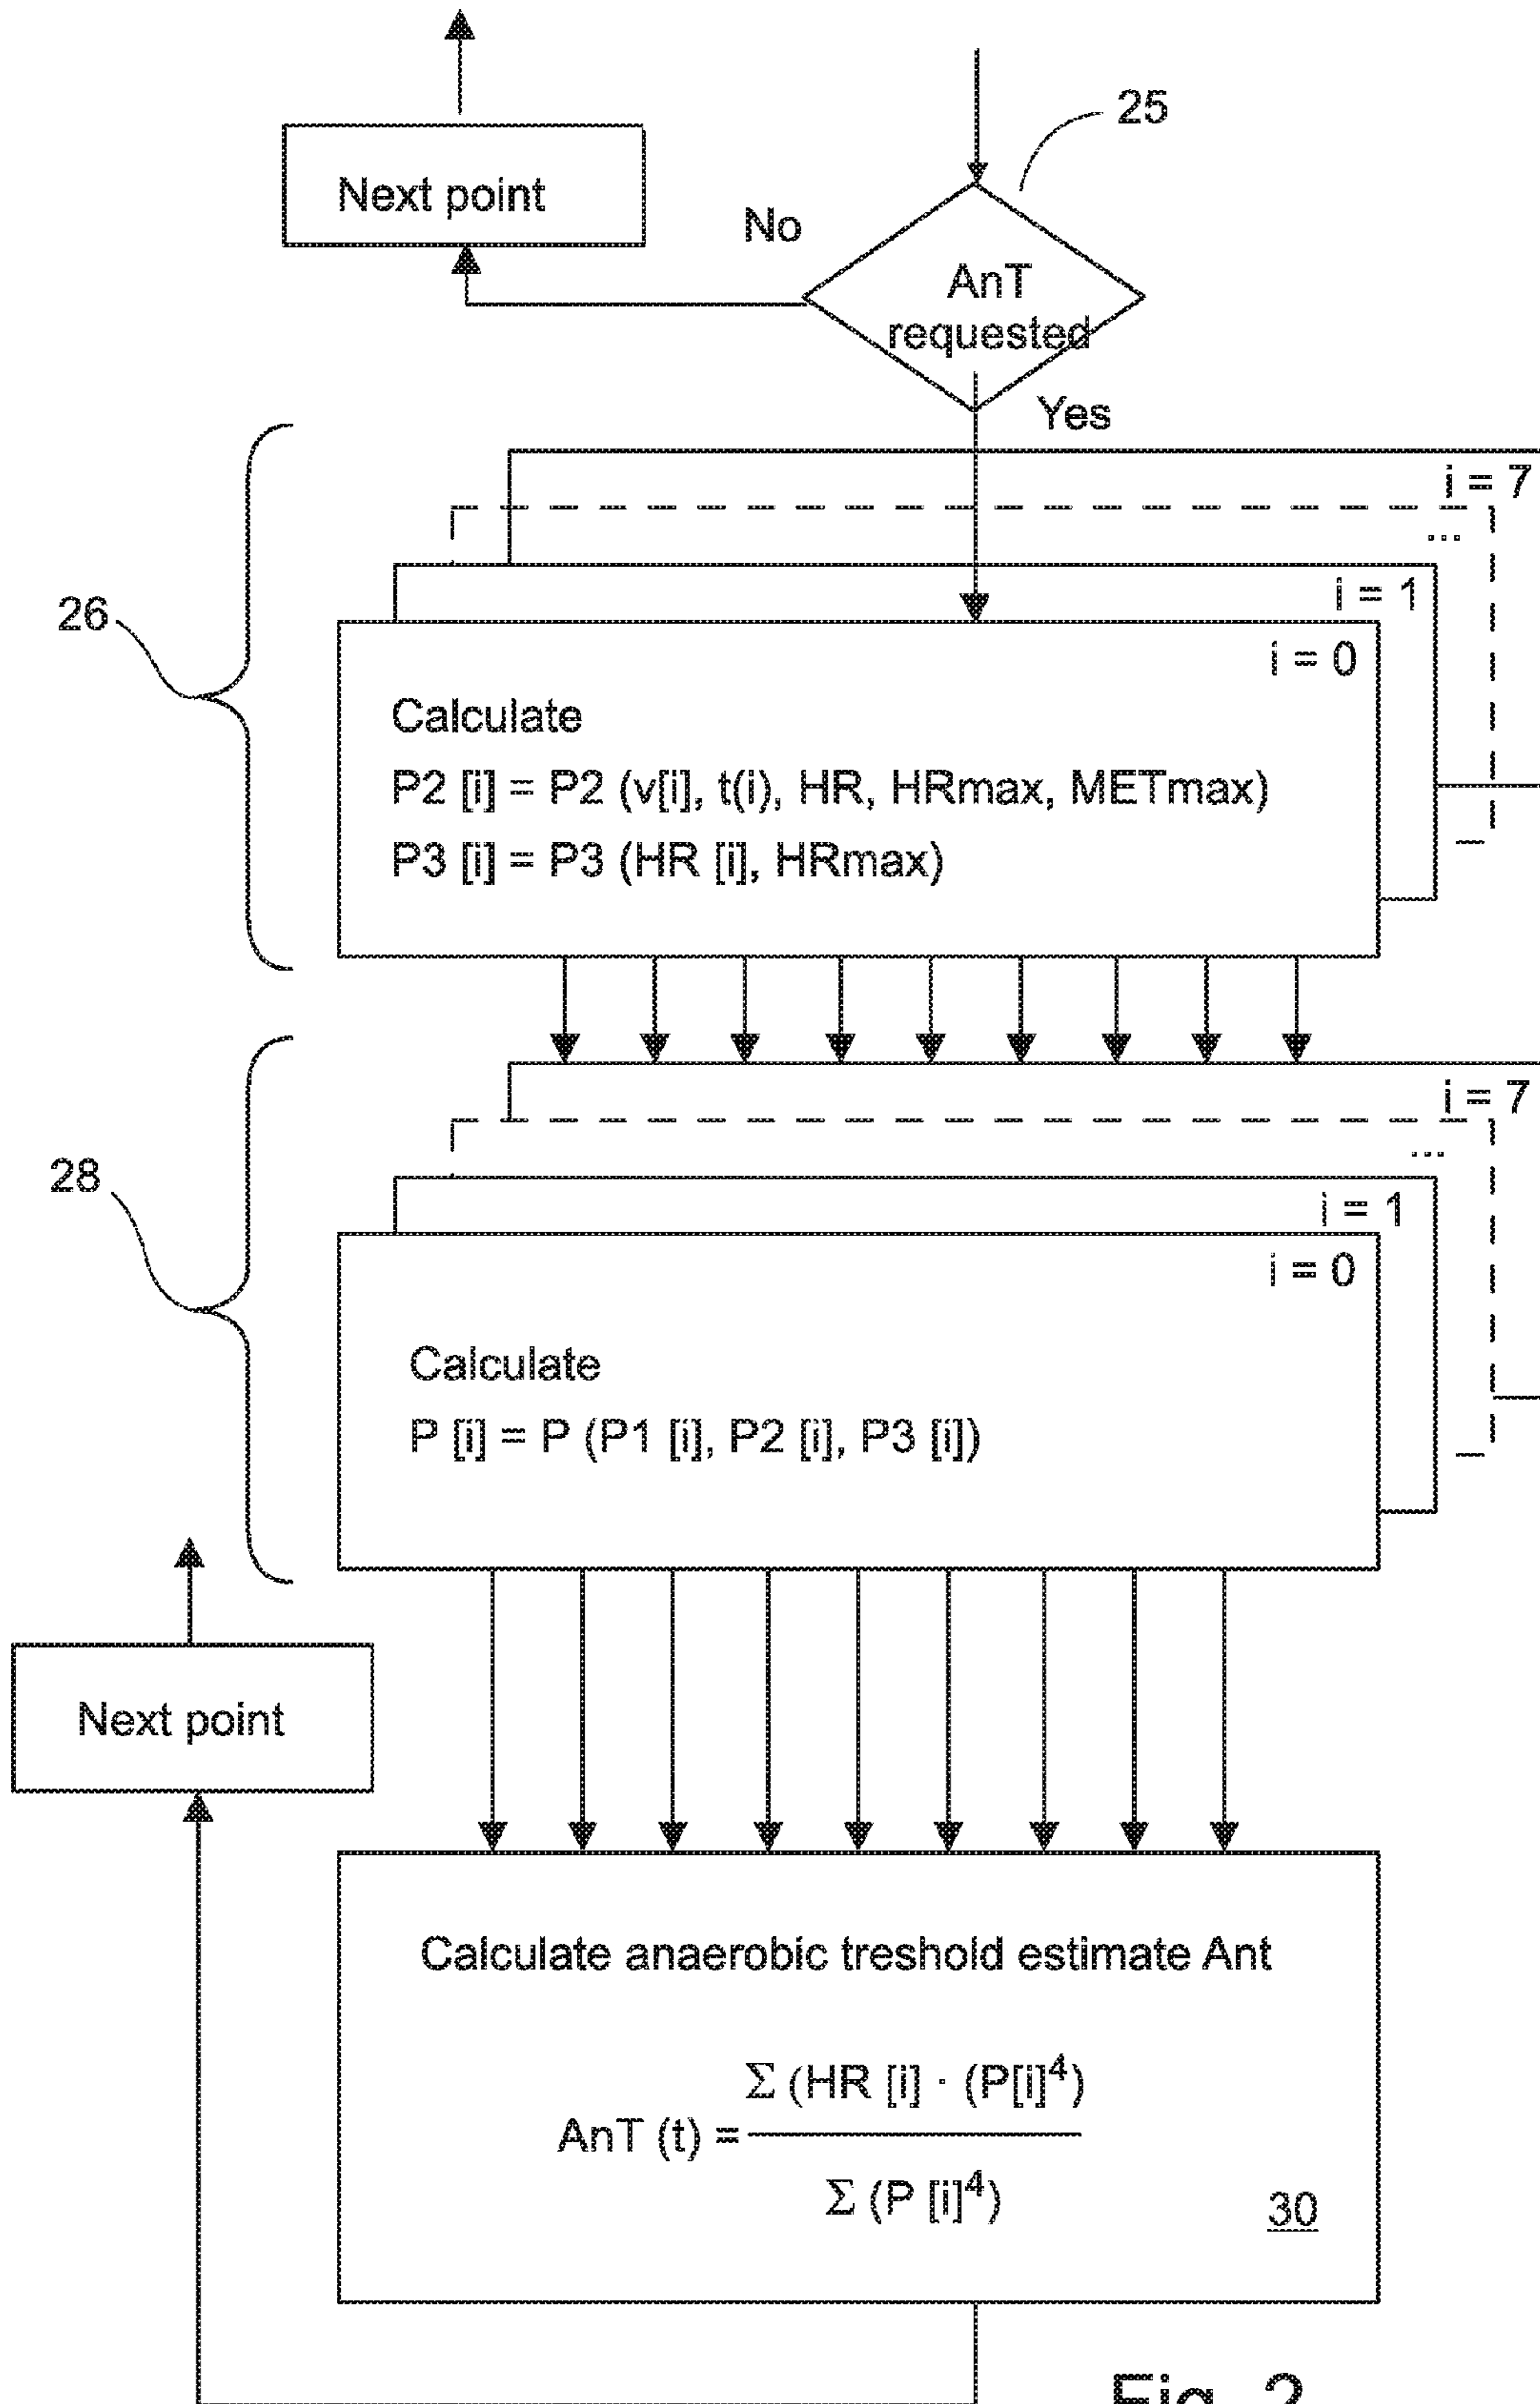 25
Next point
No
AnT
requested
Yes
i = 7
...
i = 1
i = 0
26
Calculate
P2 [i] = P2 (v[i], t(i), HR, HRmax, METmax)
P3 [i] = P3 (HR [i], HRmax)
i = 7
...
i = 1
i = 0
28
Calculate
P [i] = P (P1 [i], P2 [i], P3 [i])
Next point
Calculate anaerobic treshold estimate Ant
Σ (HR [i] · (P[i]⁴)
AnT (t) =
Σ (P [i]⁴)
30
Fig. 2